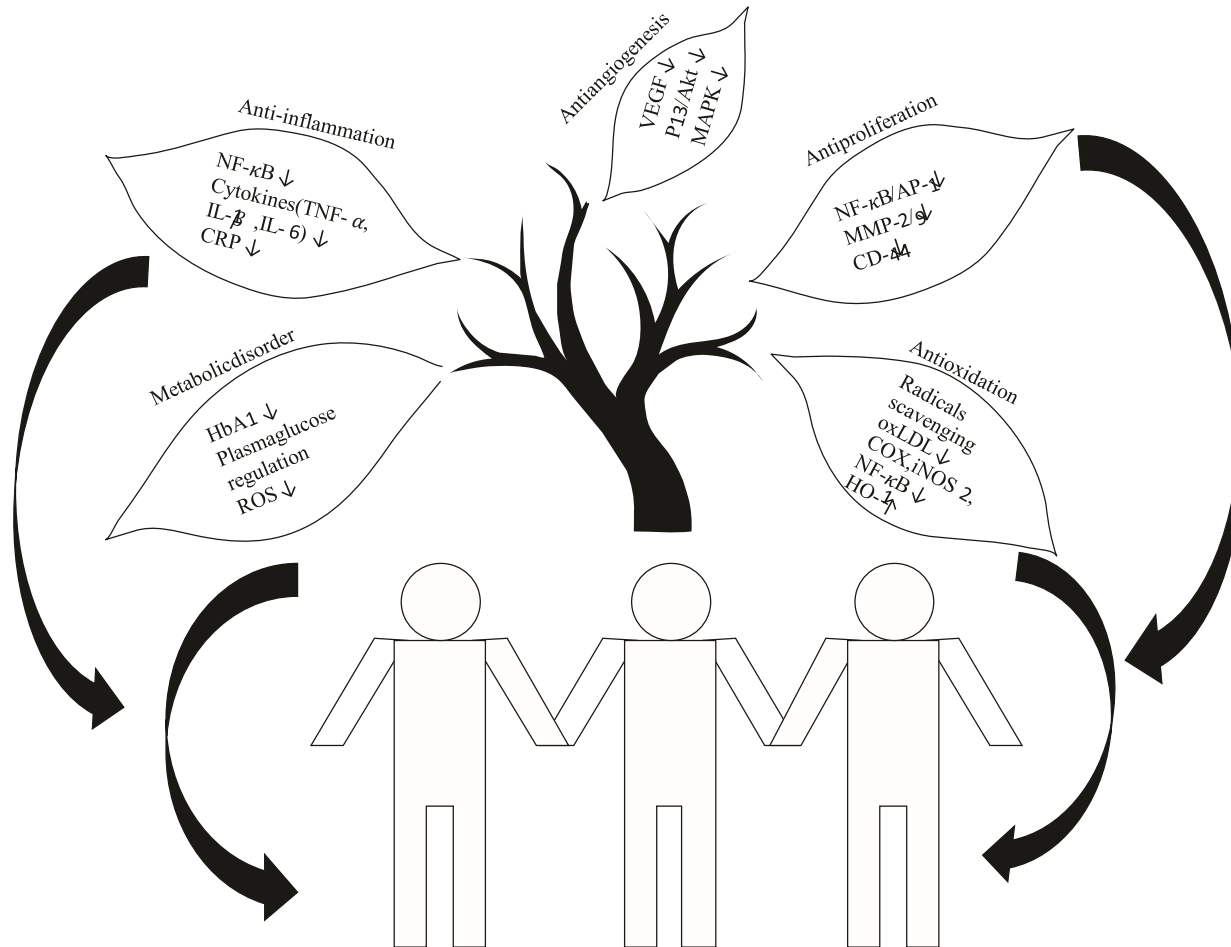 Antiangiogenesis
VEGF ↓
P13/Akt ↓
MAPK ↓
Anti-inflammation
NF-κB ↓
Cytokines(TNF- α,
IL-1β ,IL- 6) ↓
CRP ↓
Antiproliferation
NF-κB/AP-1↓
MMP-2/9↓
CD-44↓
Metabolicdisorder
HbA1 ↓
Plasmaglucose
regulation
ROS ↓
Antioxidation
Radicals
scavenging
oxLDL ↓
COX,iNOS 2,
NF-κB ↓
HO-1↑